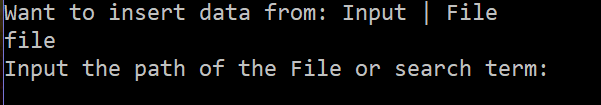 Want to insert data from: Input | File
file
Input the path of the File or search term: